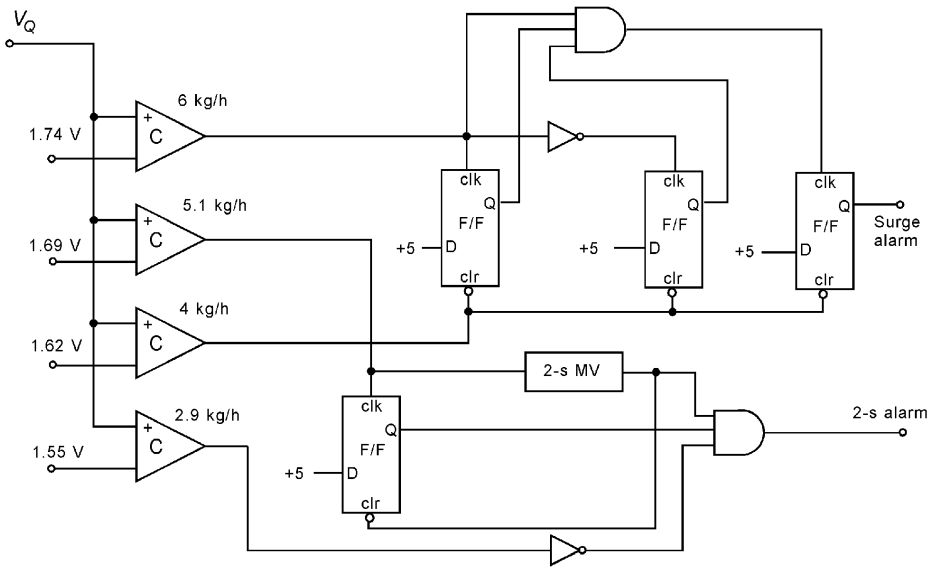 V_Q
6 kg/h
+
C
1.74 V
5.1 kg/h
+
C
1.69 V
4 kg/h
+
C
1.62 V
2.9 kg/h
+
C
1.55 V
clk
Q
F/F
+5
D
clr
clk
Q
F/F
+5
D
clr
clk
F/F
+5
D
clr
Surge
alarm
2-s MV
clk
Q
F/F
+5
D
clr
2-s alarm